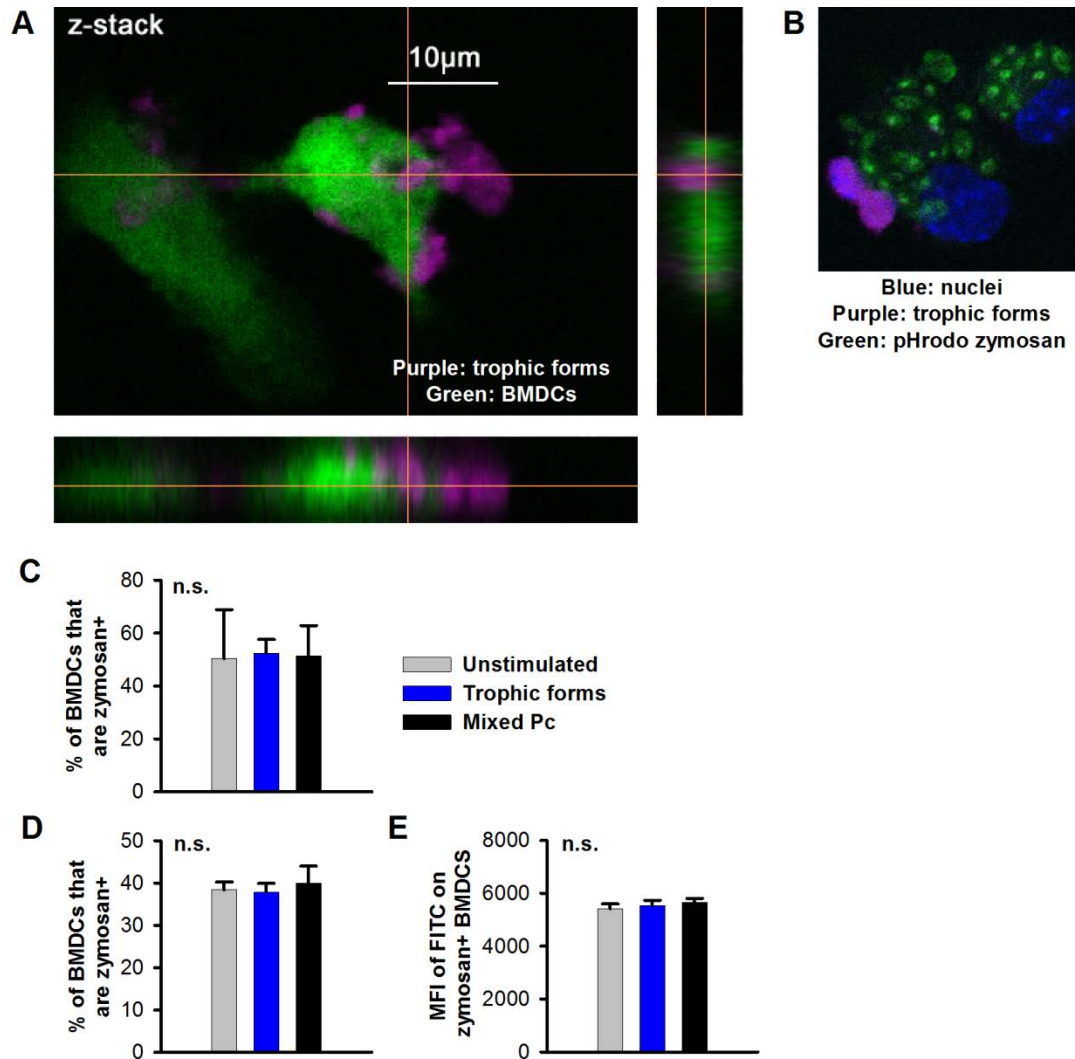 A
z-stack
10µm
Purple: trophic forms
Green: BMDCs
B
Blue: nuclei
Purple: trophic forms
Green: pHrodo zymosan
C
n.s.
% of BMDCs that
are zymosan+
80
60
40
20
0
Unstimulated
Trophic forms
Mixed Pc
D
n.s.
% of BMDCs that
are zymosan+
50
40
30
20
10
0
E
n.s.
MFI of FITC on
zymosan+ BMDCS
8000
6000
4000
2000
0